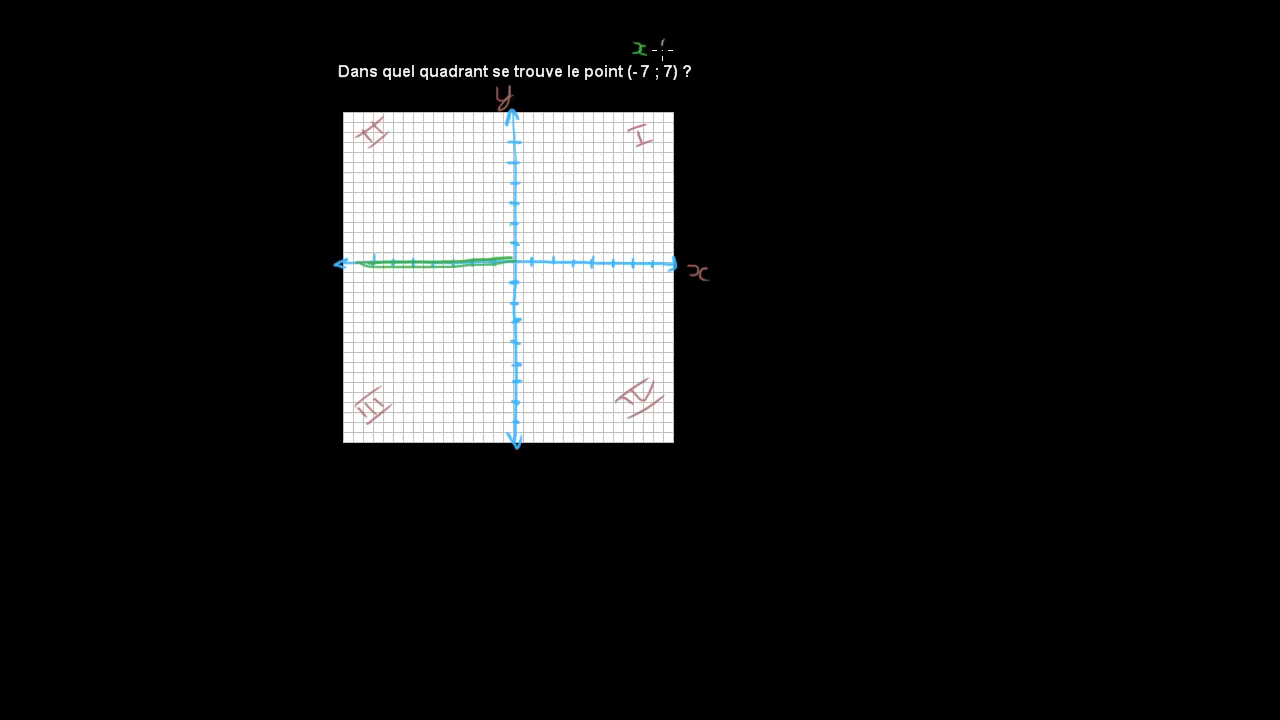 x
Dans quel quadrant se trouve le point (- 7 ; 7) ?
y
II
I
x
III
IV